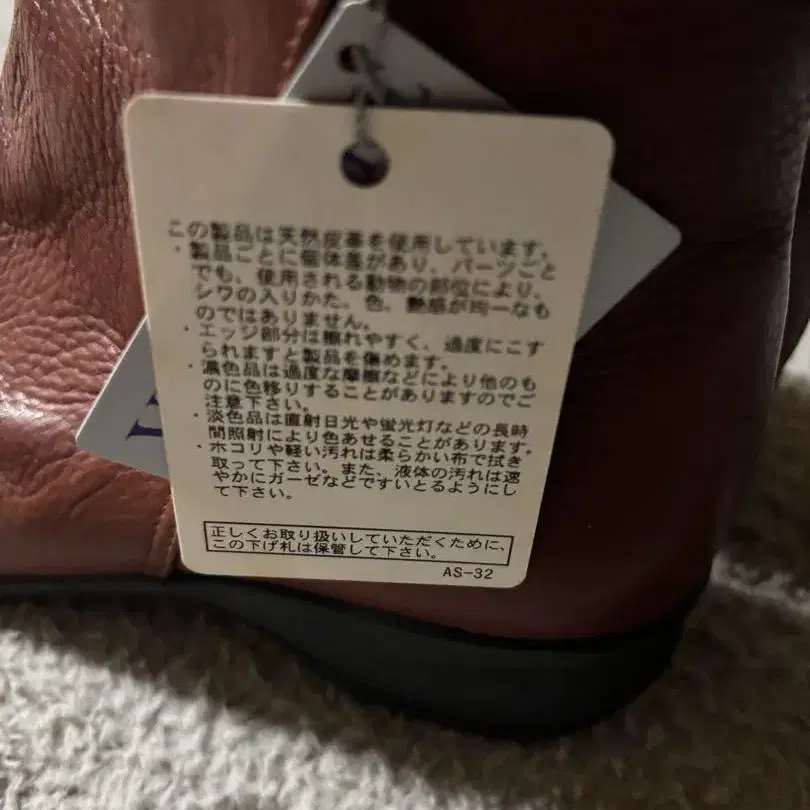 この製品は天然皮革を使用しています。
・製品ごとに個体差があり、パーツごと
でも、使用される動物の部位により、
シワの入りかた、色、艶感が均一なも
のではありません。
・エッジ部分は擦れやすく、過度にこす
られますと製品を傷めます。
・濃色品は過度な摩擦などにより他のも
のに色移りすることがありますのでご
注意下さい。
・淡色品は直射日光や蛍光灯などの長時
間照射により色あせることがあります。
・ホコリや軽い汚れは柔らかい布で拭き
取って下さい。また、液体の汚れは速
やかにガーゼなどですいとるようにし
て下さい。
正しくお取り扱いしていただくために、
この下げ札は保管して下さい。
AS-32